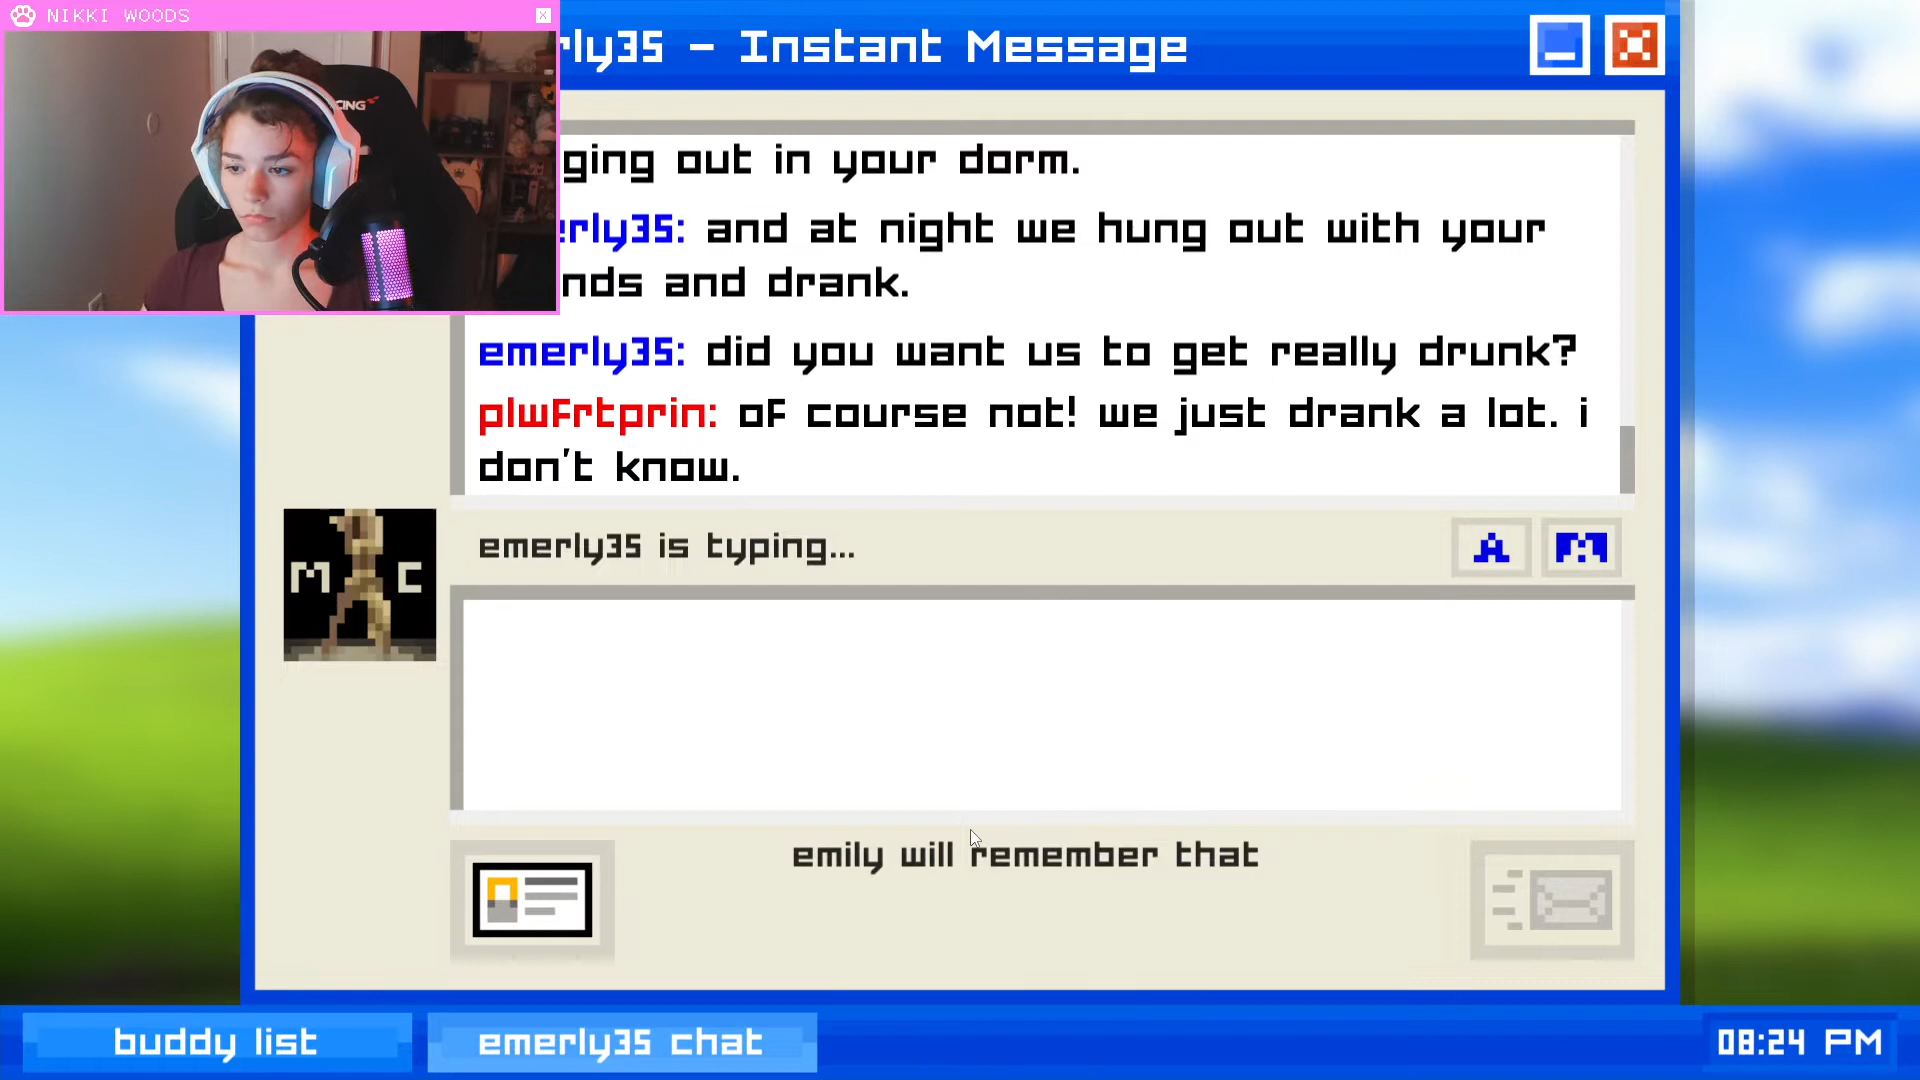 NIKKI WOODS
rly35 - Instant Message
CING
ging out in your dorm.
erly35: and at night we hung out with your
nds and drank.
emerly35: did you want us to get really drunk?
plwfrtprin: of course not! we just drank a lot. i
don't know.
M C
emerly35 is typing...
A
emily will remember that
buddy list
emerly35 chat
08:24 PM